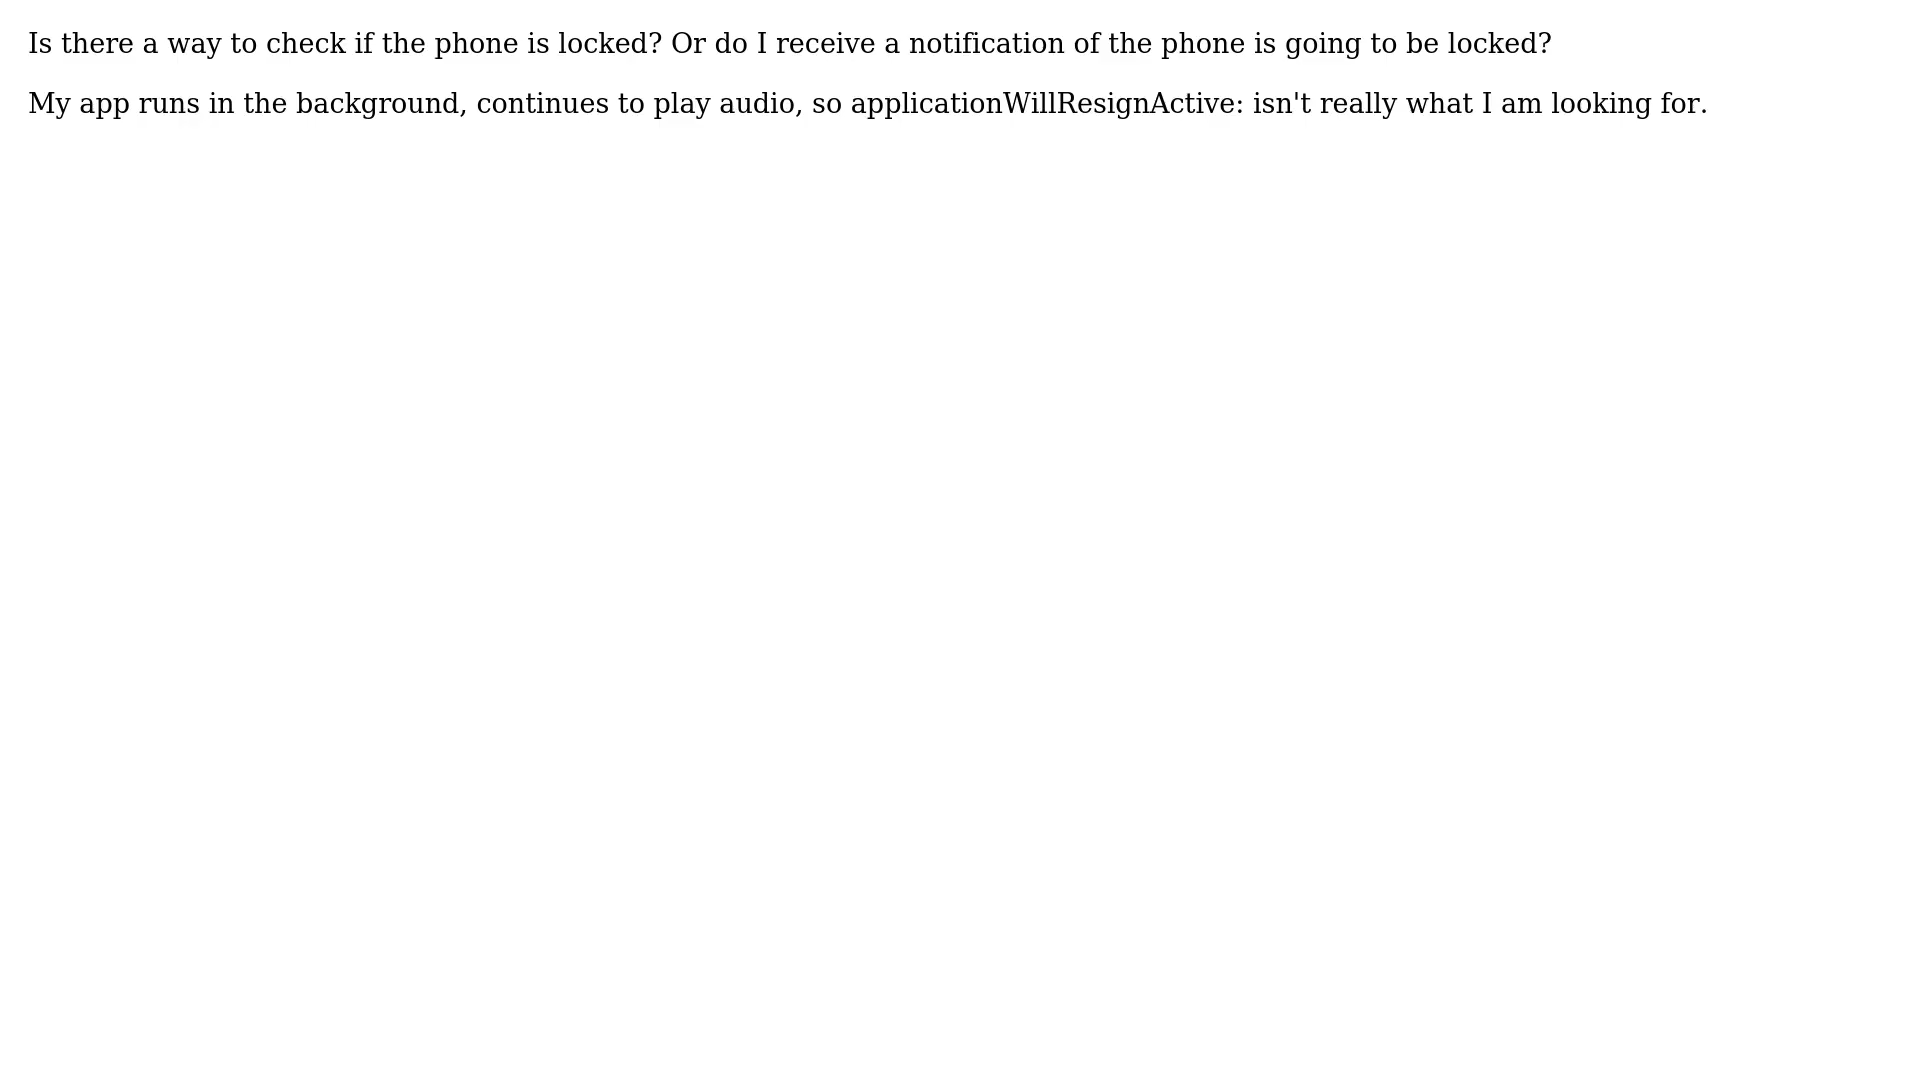 Is there a way to check if the phone is locked? Or do I receive a notification of the phone is going to be locked?
My app runs in the background, continues to play audio, so applicationWillResignActive: isn't really what I am looking for.